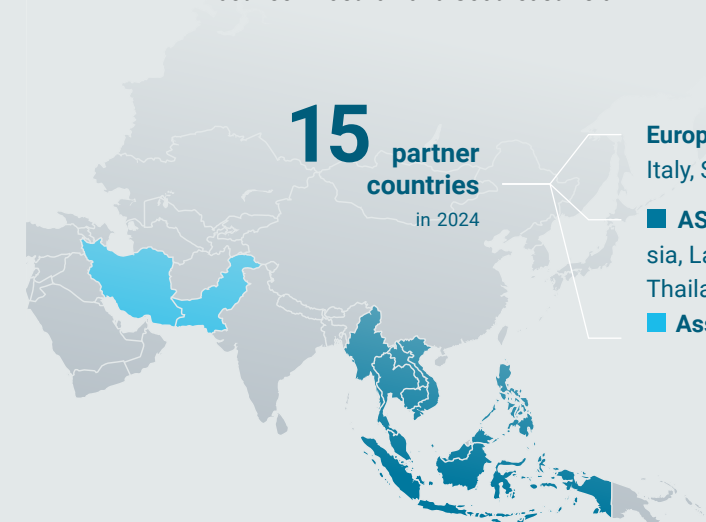 15 partner
countries
in 2024
Europ
Italy, S
AS
sia, La
Thaila
Ass